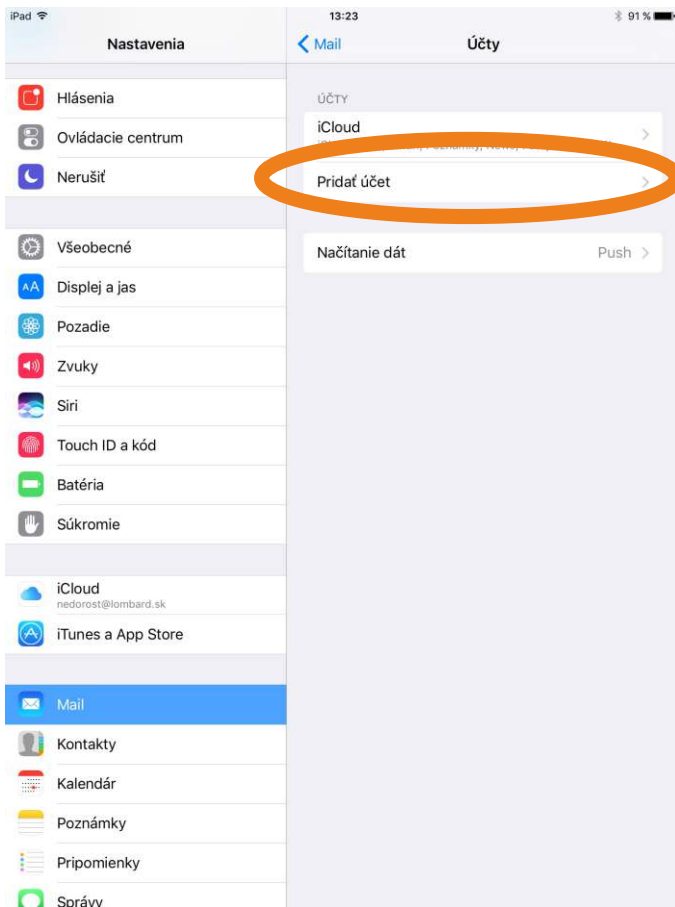 iPad 13:23 91 %
Nastavenia
Mail Účty
Hlásenia
Ovládacie centrum
Nerušiť
Všeobecné
AA Displej a jas
Pozadie
Zvuky
Siri
Touch ID a kód
Batéria
Súkromie
iCloud
nedorost@lombard.sk
iTunes a App Store
Mail
Kontakty
Kalendár
Poznámky
Pripomienky
Správy
ÚČTY
iCloud
Pridať účet
Načítanie dát Push